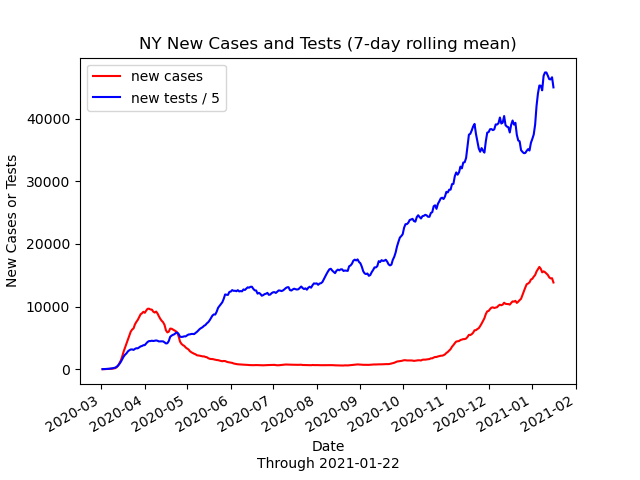 NY New Cases and Tests (7-day rolling mean)
new cases
new tests / 5
New Cases or Tests
40000
30000
20000
10000
0
2020-03
2020-04
2020-05
2020-06
2020-07
2020-08
2020-09
2020-10
2020-11
2020-12
2021-01
2021-02
Date
Through 2021-01-22